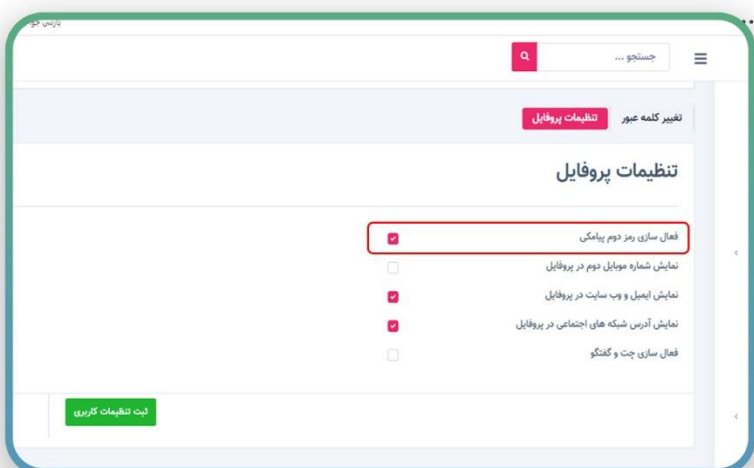 پارسی جو
جستجو ...
تغییر کلمه عبور
تنظیمات پروفایل
تنظیمات پروفایل
فعال سازی رمز دوم پیامکی
نمایش شماره موبایل دوم در پروفایل
نمایش ایمیل و وب سایت در پروفایل
نمایش آدرس شبکه های اجتماعی در پروفایل
فعال سازی چت و گفتگو
ثبت تنظیمات کاربری